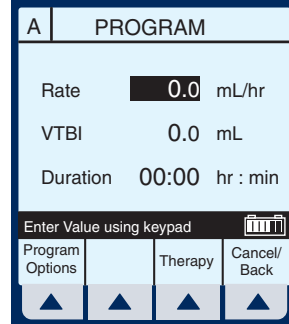 A PROGRAM
Rate 0.0 mL/hr
VTBI 0.0 mL
Duration 00:00 hr : min
Enter Value using keypad
Program Options Therapy Cancel/ Back